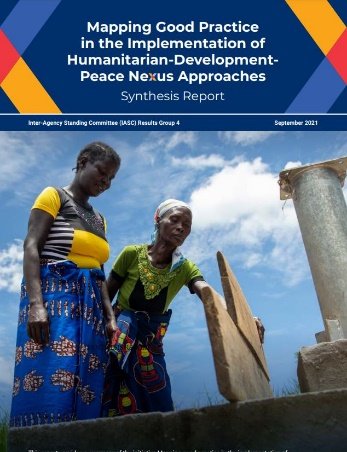 Mapping Good Practice
in the Implementation of
Humanitarian-Development-
Peace Nexus Approaches
Synthesis Report
Inter-Agency Standing Committee (IASC) Results Group 4 September 2021